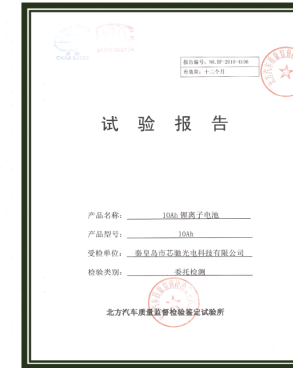 报告编号：NO.DP-2010-0106
有效期：十二个月
试 验 报 告
产品名称：10Ah 锂离子电池
产品型号：10Ah
受检单位：秦皇岛市芯驰光电科技有限公司
检验类别：委托检测
北方汽车质量监督检验鉴定试验所